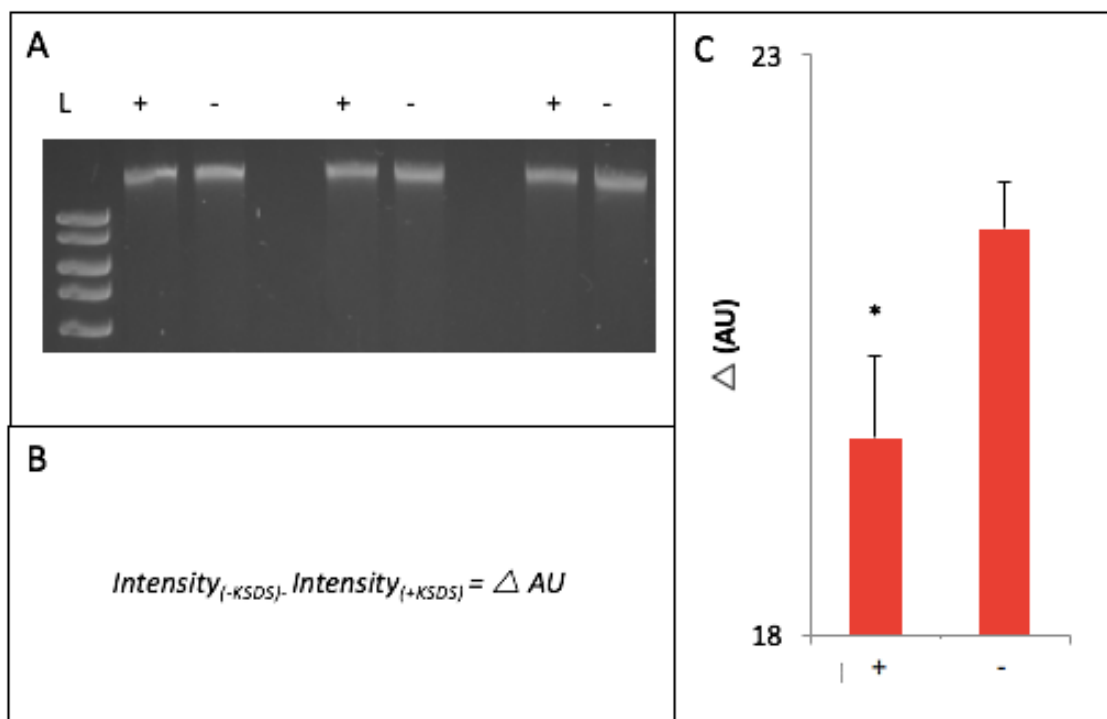 A
L + - + - + -
B
Intensity(-KSDS)- Intensity(+KSDS) = △ AU
C
23
△ (AU)
*
18
| + -